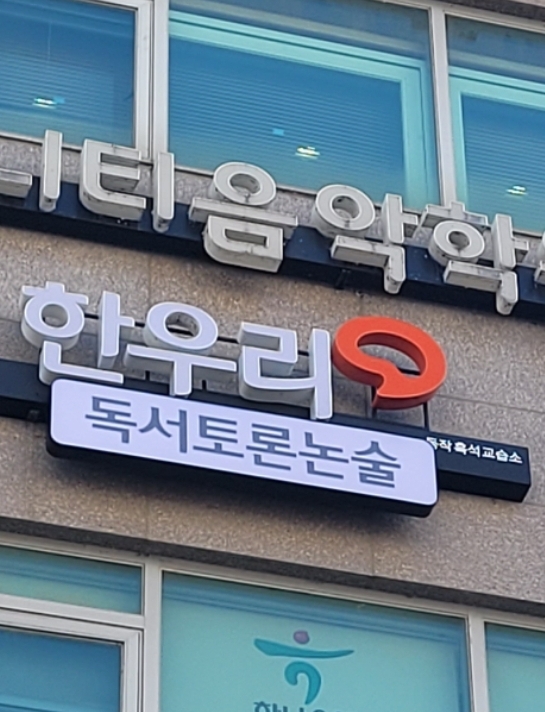 티음악학
한우리
독서토론논술
동작흑석교습소